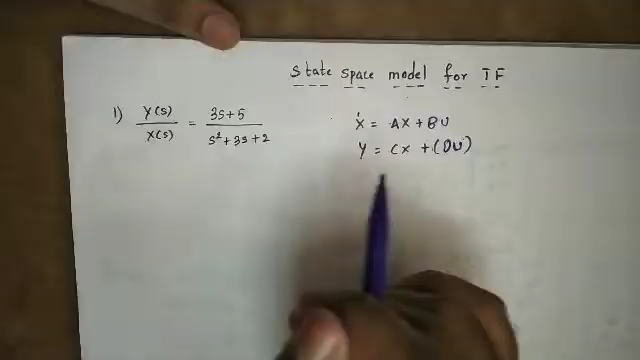 State space model for TF
1) Y(s)/X(s) = 3s+5/s²+3s+2
Ẋ = AX + BU
Y = CX + (DU)